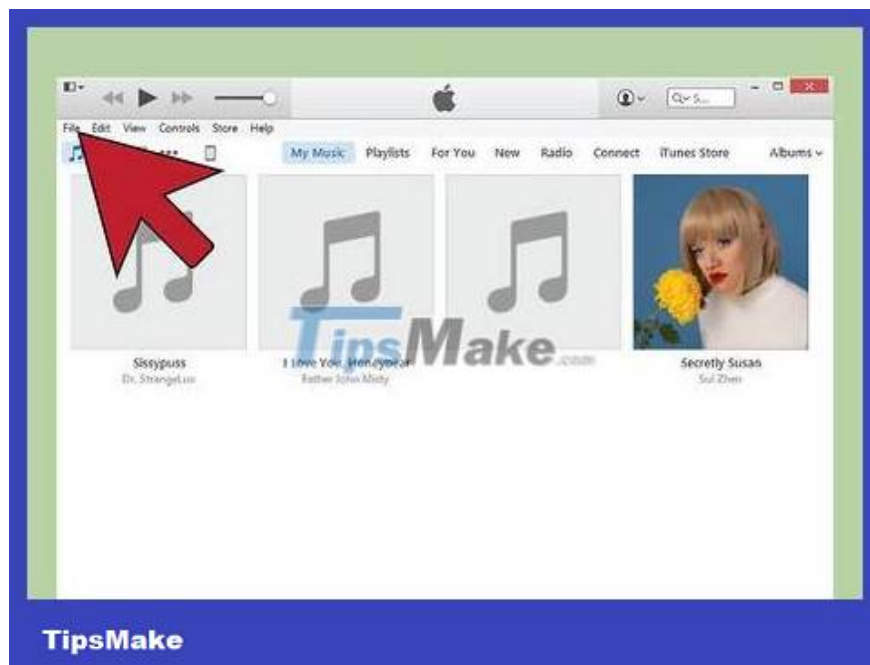 File Edit View Controls Store Help
My Music Playlists For You New Radio Connect iTunes Store Albums
TipsMake.com
Sissypuss
I Love You, Honeybear
Secretly Susan
Dr. StrangeLux
Father John Misty
Sui Zhen
TipsMake